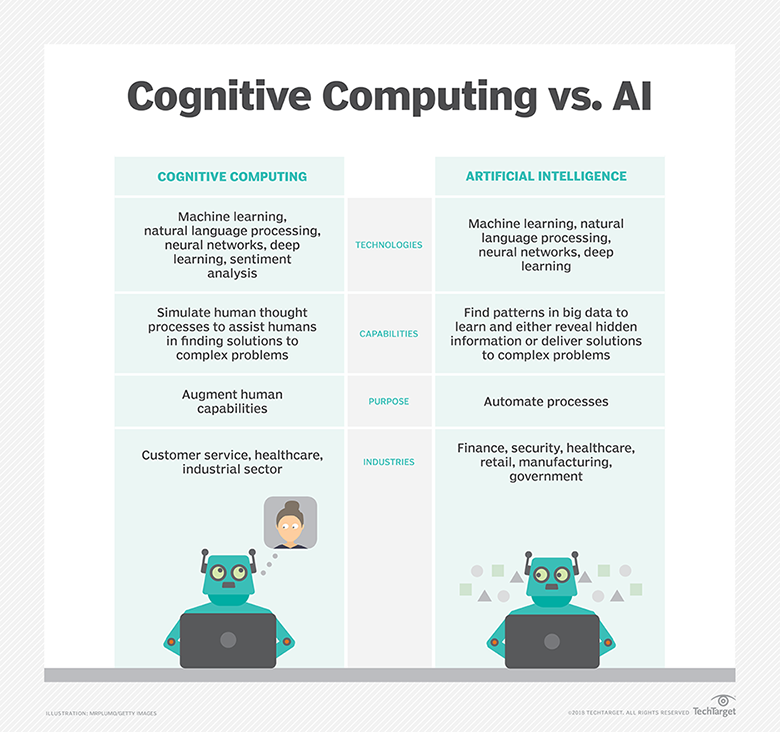 Cognitive Computing vs. AI
COGNITIVE COMPUTING
ARTIFICIAL INTELLIGENCE
Machine learning,
natural language processing,
neural networks, deep
learning, sentiment
analysis
TECHNOLOGIES
Machine learning, natural
language processing,
neural networks, deep
learning
Simulate human thought
processes to assist humans
in finding solutions to
complex problems
CAPABILITIES
Find patterns in big data to
learn and either reveal hidden
information or deliver solutions
to complex problems
Augment human
capabilities
PURPOSE
Automate processes
Customer service, healthcare,
industrial sector
INDUSTRIES
Finance, security, healthcare,
retail, manufacturing,
government
ILLUSTRATION: MRPLUMO/GETTY IMAGES
©2018 TECHTARGET. ALL RIGHTS RESERVED
TechTarget